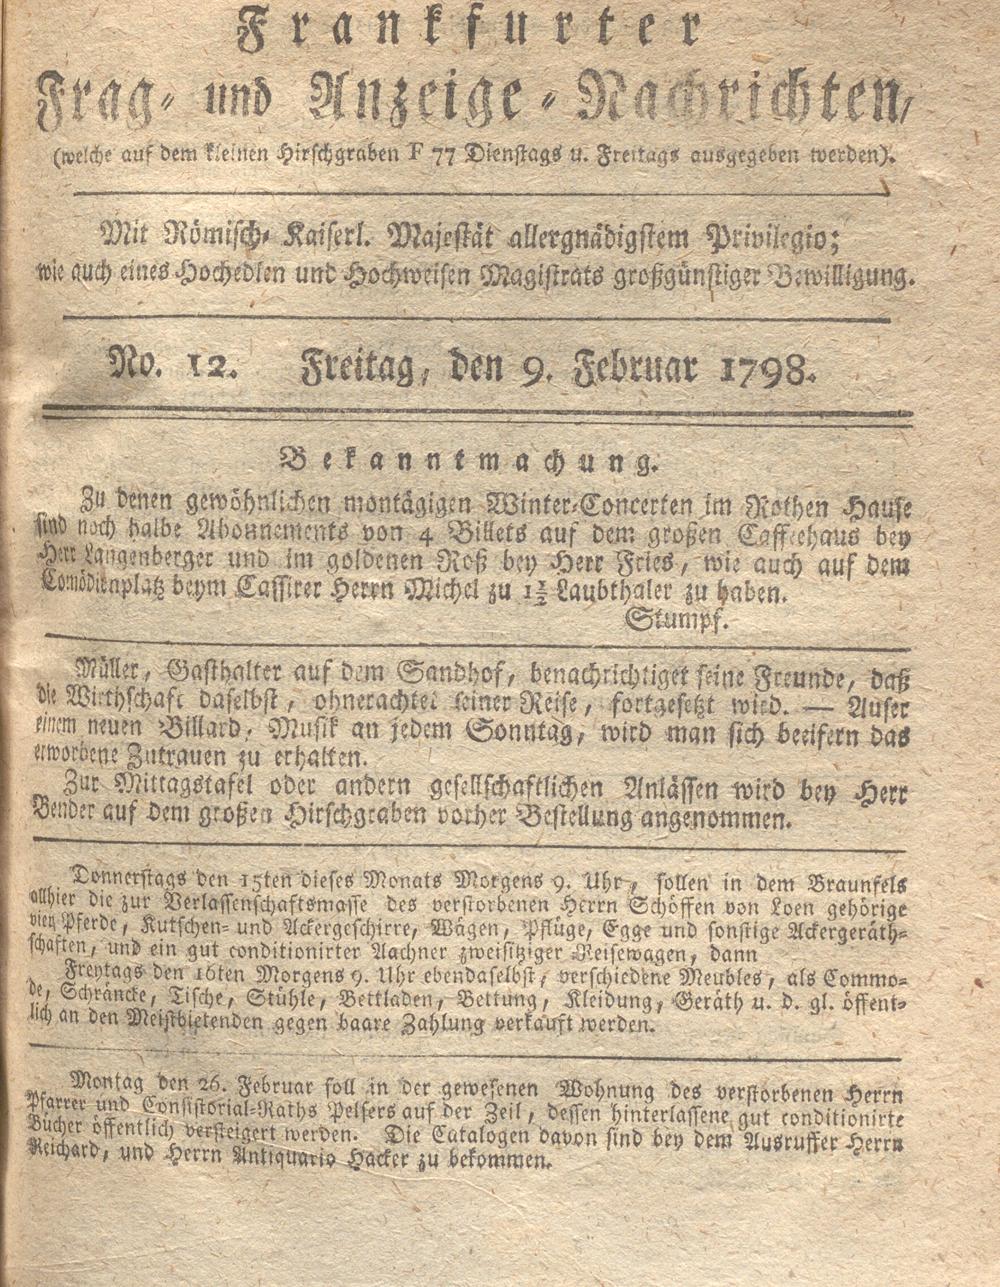 Frankfurter
Frag- und Anzeige-Nachrichten,
(welche auf dem kleinen Hirschgraben F 77 Dienstags u. Freitags ausgegeben werden).
Mit Römisch- Kaiserl. Majestät allergnädigstem Privilegio;
wie auch eines Hochedlen und Hochweisen Magistrats großgünstiger Bewilligung.
No. 12. Freitag, den 9. Februar 1798.
Bekanntmachung.
Zu denen gewöhnlichen montägigen Winter-Concerten im Rothen Hause
sind noch halbe Abonnements von 4 Billets auf dem großen Caffeehaus bey
Herr Langenberger und im goldenen Roß bey Herr Fries, wie auch auf dem
Comödienplatz beym Cassirer Herrn Michel zu 1½ Laubthaler zu haben.
Stumpf.
Müller, Gasthalter auf dem Sandhof, benachrichtiget seine Freunde, daß
die Wirthschaft daselbst, ohnerachtet seiner Reise, fortgesetzt wird. — Auser
einem neuen Billard, Musik an jedem Sonntag, wird man sich beeifern das
erworbene Zutrauen zu erhalten.
Zur Mittagstafel oder andern gesellschaftlichen Anlässen wird bey Herr
Bender auf dem großen Hirschgraben vorher Bestellung angenommen.
Donnerstags den 15ten dieses Monats Morgens 9. Uhr, sollen in dem Braunfels
allhier die zur Verlassenschaftsmasse des verstorbenen Herrn Schöffen von Loen gehörige
vier Pferde, Kutschen- und Ackergeschirre, Wägen, Pflüge, Egge und sonstige Ackergeräth-
schaften, und ein gut conditionirter Aachner zweisitziger Reisewagen, dann
Freytags den 16ten Morgens 9. Uhr ebendaselbst, verschiedene Meubles, als Commo-
de, Schräncke, Tische, Stühle, Bettladen, Bettung, Kleidung, Geräth u. d. gl. öffent-
lich an den Meistbietenden gegen baare Zahlung verkauft werden.
Montag den 26. Februar soll in der gewesenen Wohnung des verstorbenen Herrn
Pfarrer und Consistorial-Raths Pelsers auf der Zeil, dessen hinterlassene gut conditionirte
Bücher öffentlich versteigert werden. Die Catalogen davon sind bey dem Ausruffer Herrn
Reichard, und Herrn Antiquario Hacker zu bekommen.